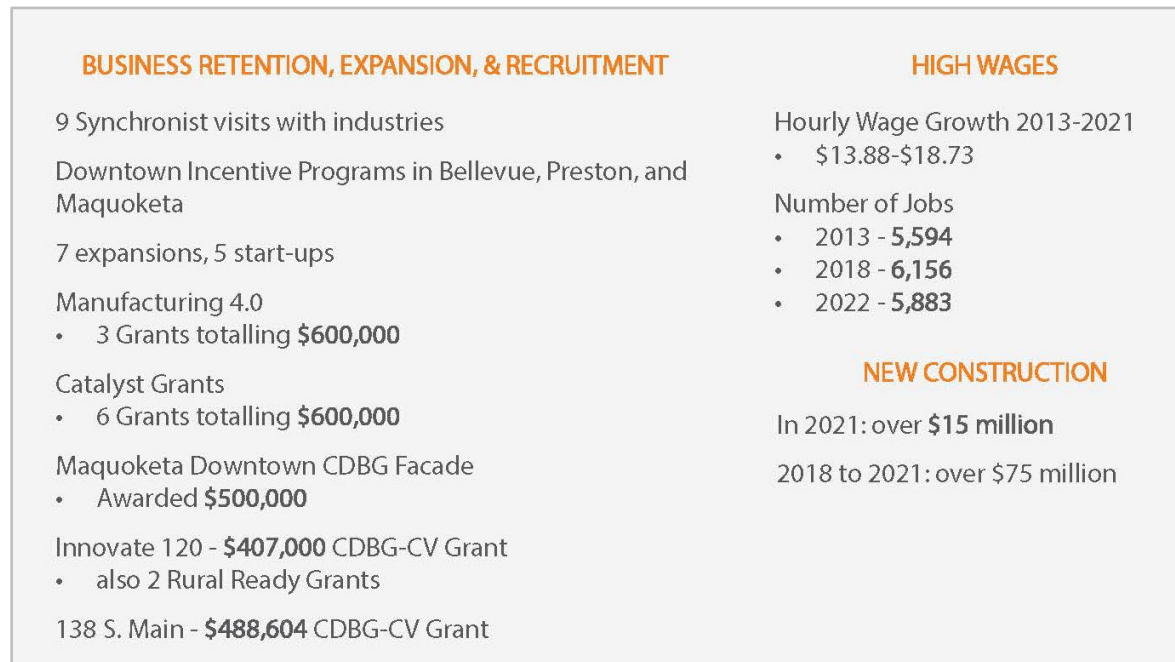 BUSINESS RETENTION, EXPANSION, & RECRUITMENT
9 Synchronist visits with industries
Downtown Incentive Programs in Bellevue, Preston, and
Maquoketa
7 expansions, 5 start-ups
Manufacturing 4.0
• 3 Grants totalling $600,000
Catalyst Grants
• 6 Grants totalling $600,000
Maquoketa Downtown CDBG Facade
• Awarded $500,000
Innovate 120 - $407,000 CDBG-CV Grant
• also 2 Rural Ready Grants
138 S. Main - $488,604 CDBG-CV Grant
HIGH WAGES
Hourly Wage Growth 2013-2021
• $13.88-$18.73
Number of Jobs
• 2013 - 5,594
• 2018 - 6,156
• 2022 - 5,883
NEW CONSTRUCTION
In 2021: over $15 million
2018 to 2021: over $75 million